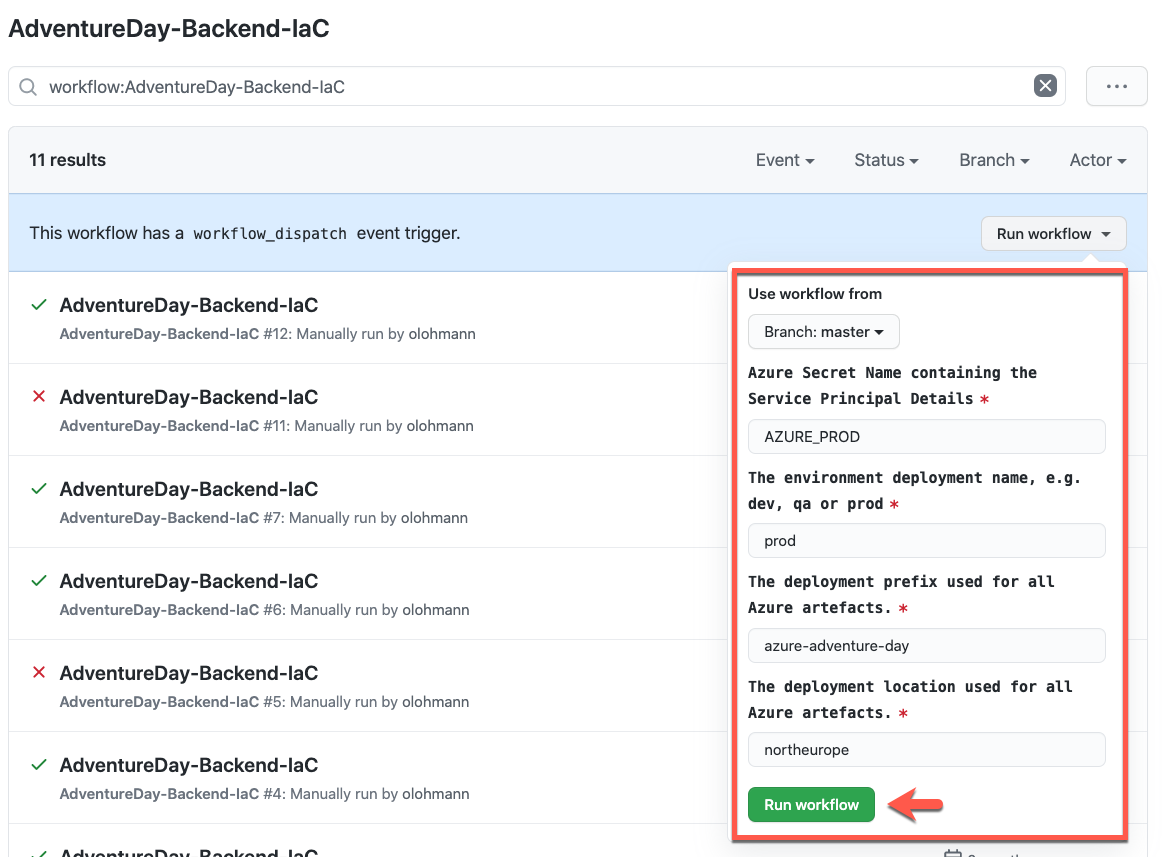 AdventureDay-Backend-IaC
workflow:AdventureDay-Backend-IaC
11 results
Event
Status
Branch
Actor
This workflow has a workflow_dispatch event trigger.
Run workflow
AdventureDay-Backend-IaC
AdventureDay-Backend-IaC #12: Manually run by olohmann
AdventureDay-Backend-IaC
AdventureDay-Backend-IaC #11: Manually run by olohmann
AdventureDay-Backend-IaC
AdventureDay-Backend-IaC #7: Manually run by olohmann
AdventureDay-Backend-IaC
AdventureDay-Backend-IaC #6: Manually run by olohmann
AdventureDay-Backend-IaC
AdventureDay-Backend-IaC #5: Manually run by olohmann
AdventureDay-Backend-IaC
AdventureDay-Backend-IaC #4: Manually run by olohmann
AdventureDay-Backend-IaC
Use workflow from
Branch: master
Azure Secret Name containing the
Service Principal Details *
AZURE_PROD
The environment deployment name, e.g.
dev, qa or prod *
prod
The deployment prefix used for all
Azure artefacts. *
azure-adventure-day
The deployment location used for all
Azure artefacts. *
northeurope
Run workflow